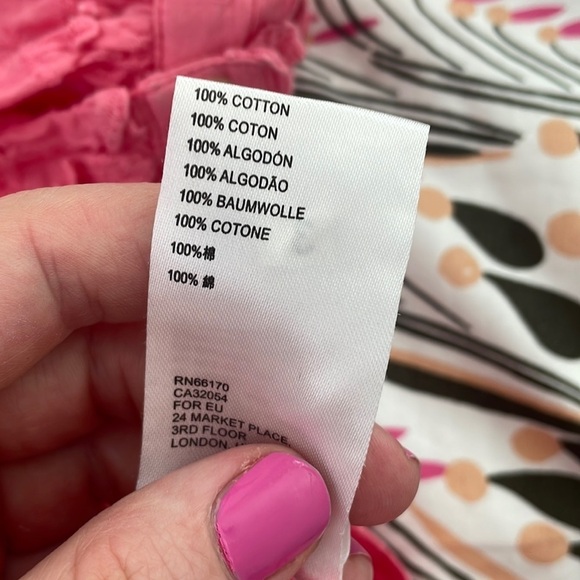 100% COTTON
100% COTON
100% ALGODÓN
100% ALGODÃO
100% BAUMWOLLE
100% COTONE
100%棉
100% 綿
RN66170
CA32054
FOR EU
24 MARKET PLACE,
3RD FLOOR
LONDON,